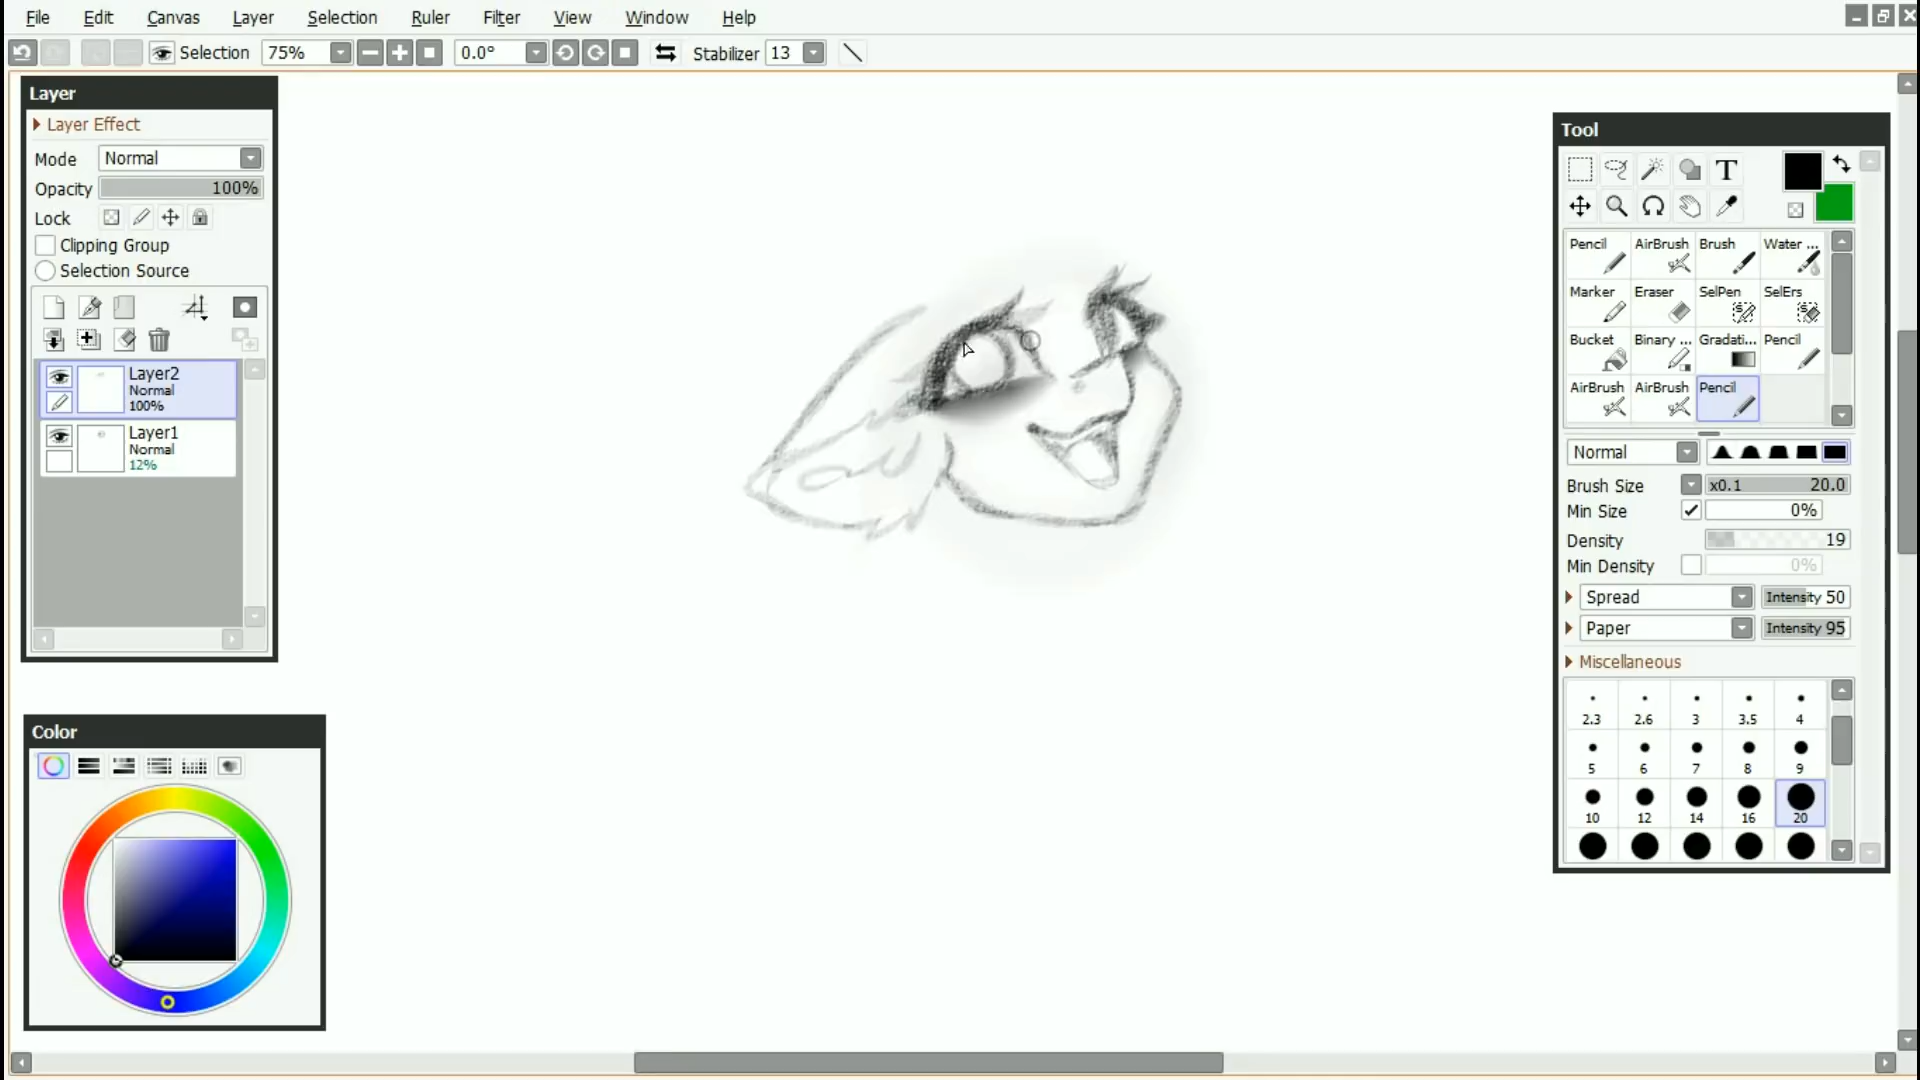 File Edit Canvas Layer Selection Ruler Filter View Window Help
Selection 75% 0.0° Stabilizer 13
Layer
Layer Effect
Mode Normal
Opacity 100%
Lock
Clipping Group
Selection Source
Layer2
Normal
100%
Layer1
Normal
12%
Color
Tool
T
Pencil AirBrush Brush Water ...
Marker Eraser SelPen SelErs
Bucket Binary ... Gradati... Pencil
AirBrush AirBrush Pencil
Normal
Brush Size x0.1 20.0
Min Size 0%
Density 19
Min Density 0%
Spread Intensity 50
Paper Intensity 95
Miscellaneous
2.3 2.6 3 3.5 4
5 6 7 8 9
10 12 14 16 20